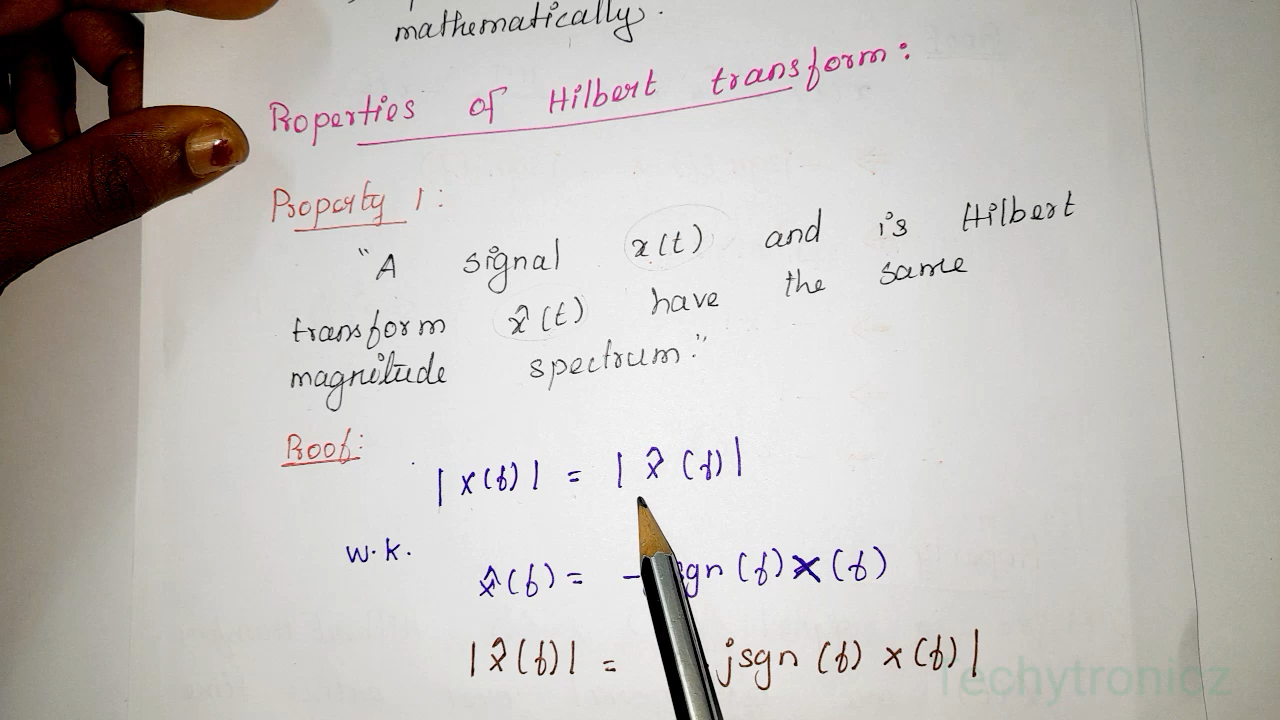 mathematically.
Properties of Hilbert transform:
Property 1:
"A signal x(t) and is Hilbert
transform x̂(t) have the same
magnitude spectrum."
Proof:
|X(f)| = |X̂(f)|
w.k.
X̂(f) = - gn(f) X(f)
|X̂(f)| = jsgn(f) X(f)|
Techytronicz